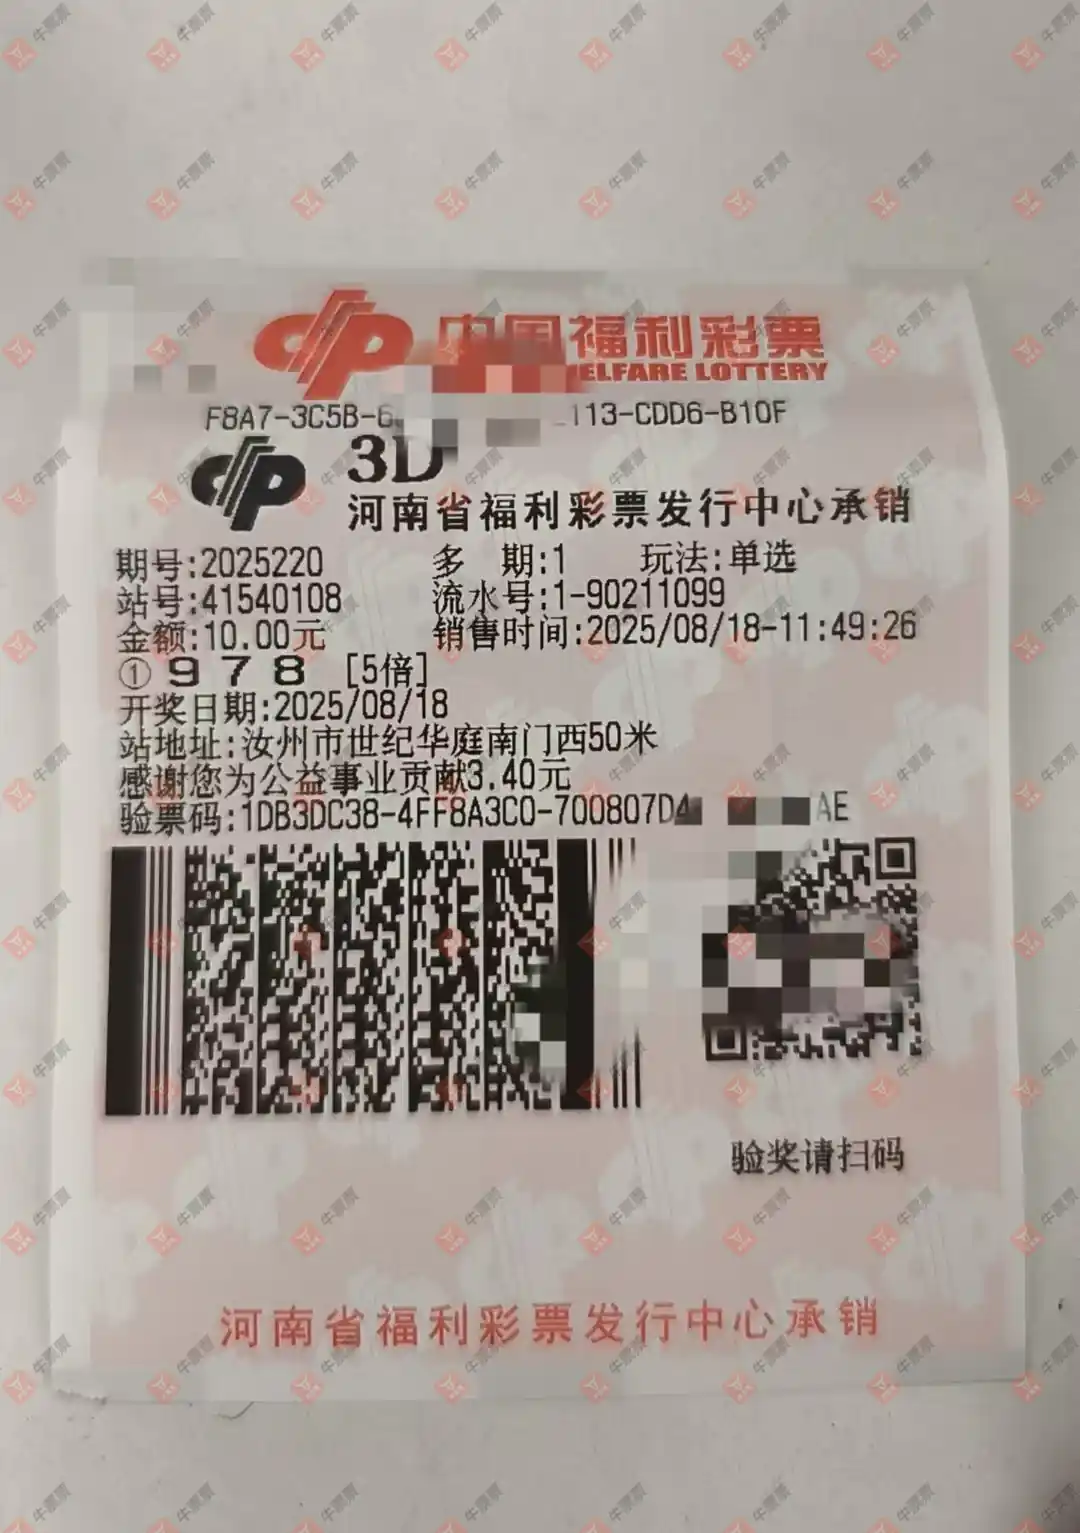 中国福利彩票
ELFARE LOTTERY
F8A7-3C5B-6 113-CDD6-B10F
3D
河南省福利彩票发行中心承销
期号:2025220 多 期:1 玩法:单选
站号:41540108 流水号:1-90211099
金额:10.00元 销售时间:2025/08/18-11:49:26
① 9 7 8 [5倍]
开奖日期:2025/08/18
站地址:汝州市世纪华庭南门西50米
感谢您为公益事业贡献3.40元
验票码:1DB3DC38-4FF8A3C0-700807D4 AE
验奖请扫码
河南省福利彩票发行中心承销
牛票票